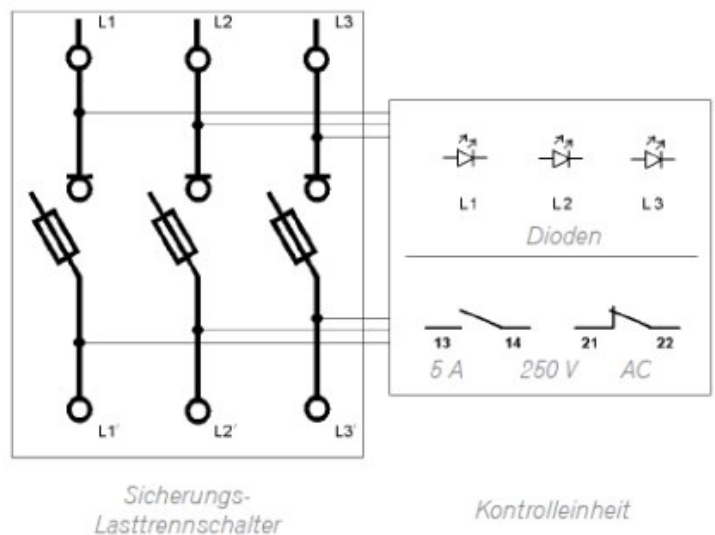 L1 L2 L3
L1 L2 L3
Dioden
13 14 21 22
5 A 250 V AC
L1´ L2´ L3´
Sicherungs-
Lasttrennschalter
Kontrolleinheit